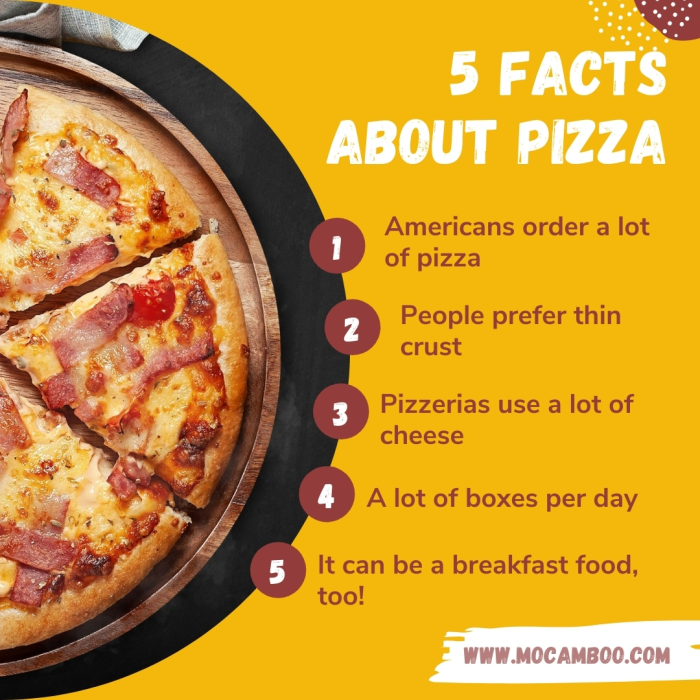 5 FACTS
ABOUT PIZZA
1
Americans order a lot
of pizza
2
People prefer thin
crust
3
Pizzerias use a lot of
cheese
4
A lot of boxes per day
5
It can be a breakfast food,
too!
WWW.MOCAMBOO.COM